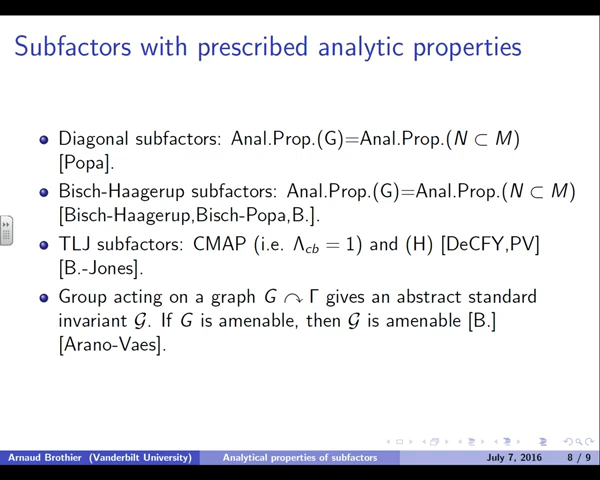 Subfactors with prescribed analytic properties
Diagonal subfactors: Anal.Prop.(G)=Anal.Prop.(N ⊂ M)
[Popa].
Bisch-Haagerup subfactors: Anal.Prop.(G)=Anal.Prop.(N ⊂ M)
[Bisch-Haagerup,Bisch-Popa,B.].
TLJ subfactors: CMAP (i.e. Λcb = 1) and (H) [DeCFY,PV]
[B.-Jones].
Group acting on a graph G ↷ Γ gives an abstract standard
invariant 𝒢. If G is amenable, then 𝒢 is amenable [B.]
[Arano-Vaes].
Arnaud Brothier (Vanderbilt University) Analytical properties of subfactors July 7, 2016 8 / 9